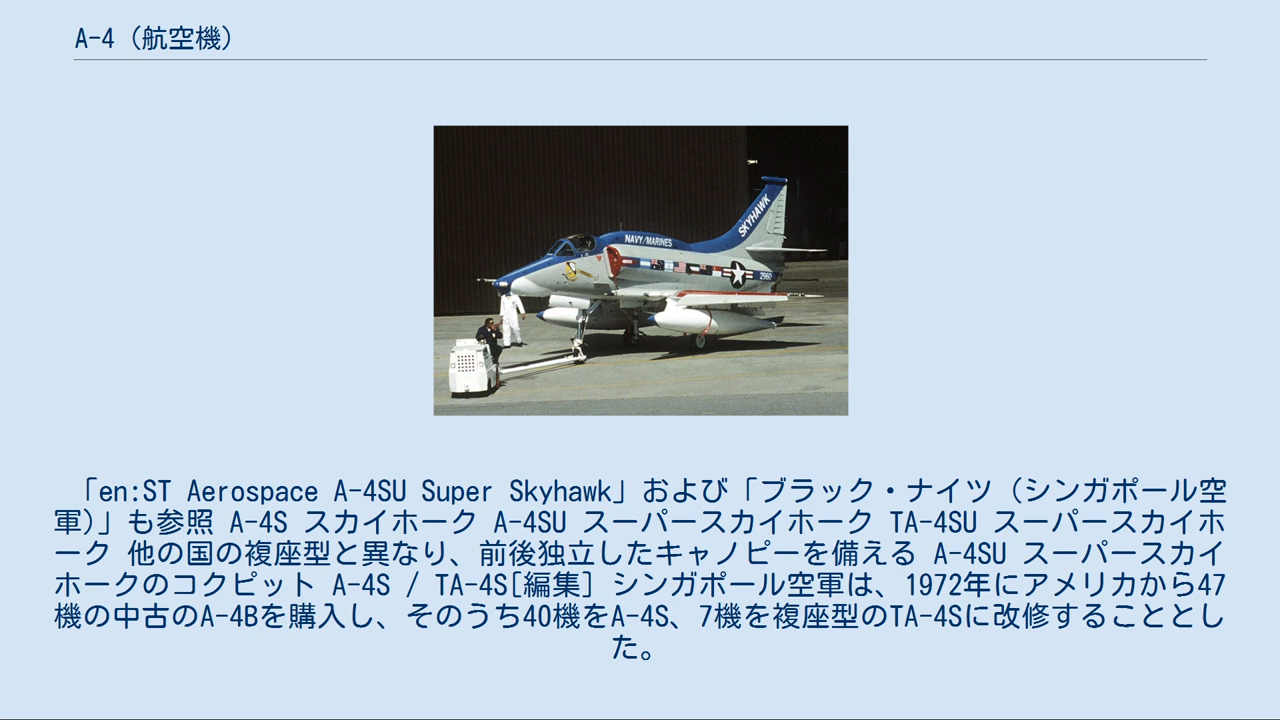 A-4（航空機）
SKYHAWK
NAVY/MARINES
「en:ST Aerospace A-4SU Super Skyhawk」および「ブラック・ナイツ（シンガポール空
軍）」も参照 A-4S スカイホーク A-4SU スーパースカイホーク TA-4SU スーパースカイホ
ーク 他の国の複座型と異なり、前後独立したキャノピーを備える A-4SU スーパースカイ
ホークのコクピット A-4S / TA-4S[編集] シンガポール空軍は、1972年にアメリカから47
機の中古のA-4Bを購入し、そのうち40機をA-4S、7機を複座型のTA-4Sに改修することとし
た。